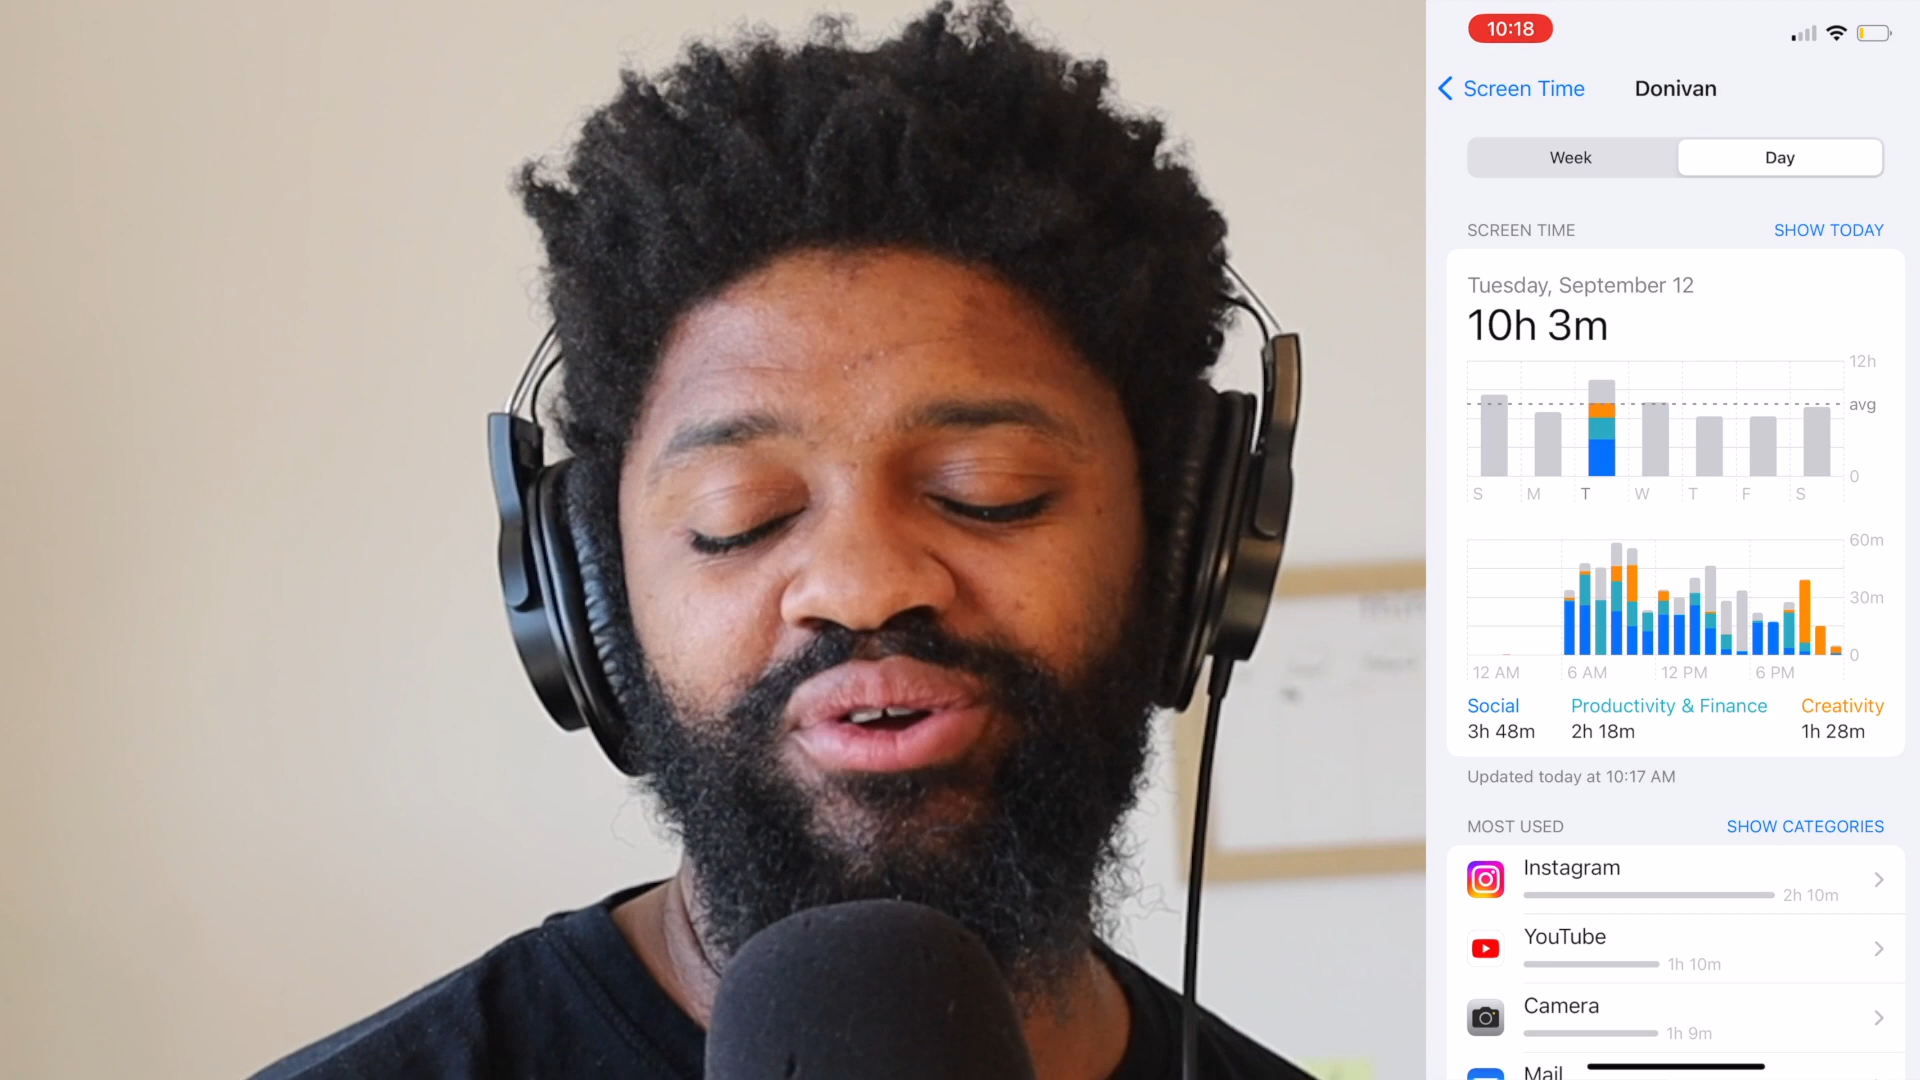 10:18
Screen Time
Donivan
Week
Day
SCREEN TIME
SHOW TODAY
Tuesday, September 12
10h 3m
12h
avg
0
S M T W T F S
60m
30m
0
12 AM 6 AM 12 PM 6 PM
Social Productivity & Finance Creativity
3h 48m 2h 18m 1h 28m
Updated today at 10:17 AM
MOST USED
SHOW CATEGORIES
Instagram
2h 10m
YouTube
1h 10m
Camera
1h 9m
Mail